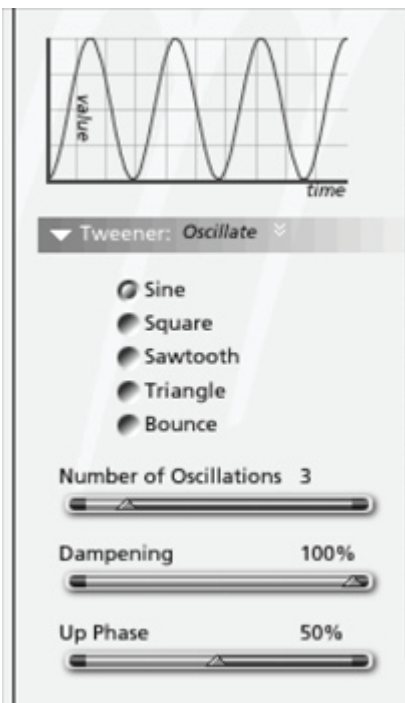 value
time
Tweener: Oscillate
Sine
Square
Sawtooth
Triangle
Bounce
Number of Oscillations 3
Dampening 100%
Up Phase 50%